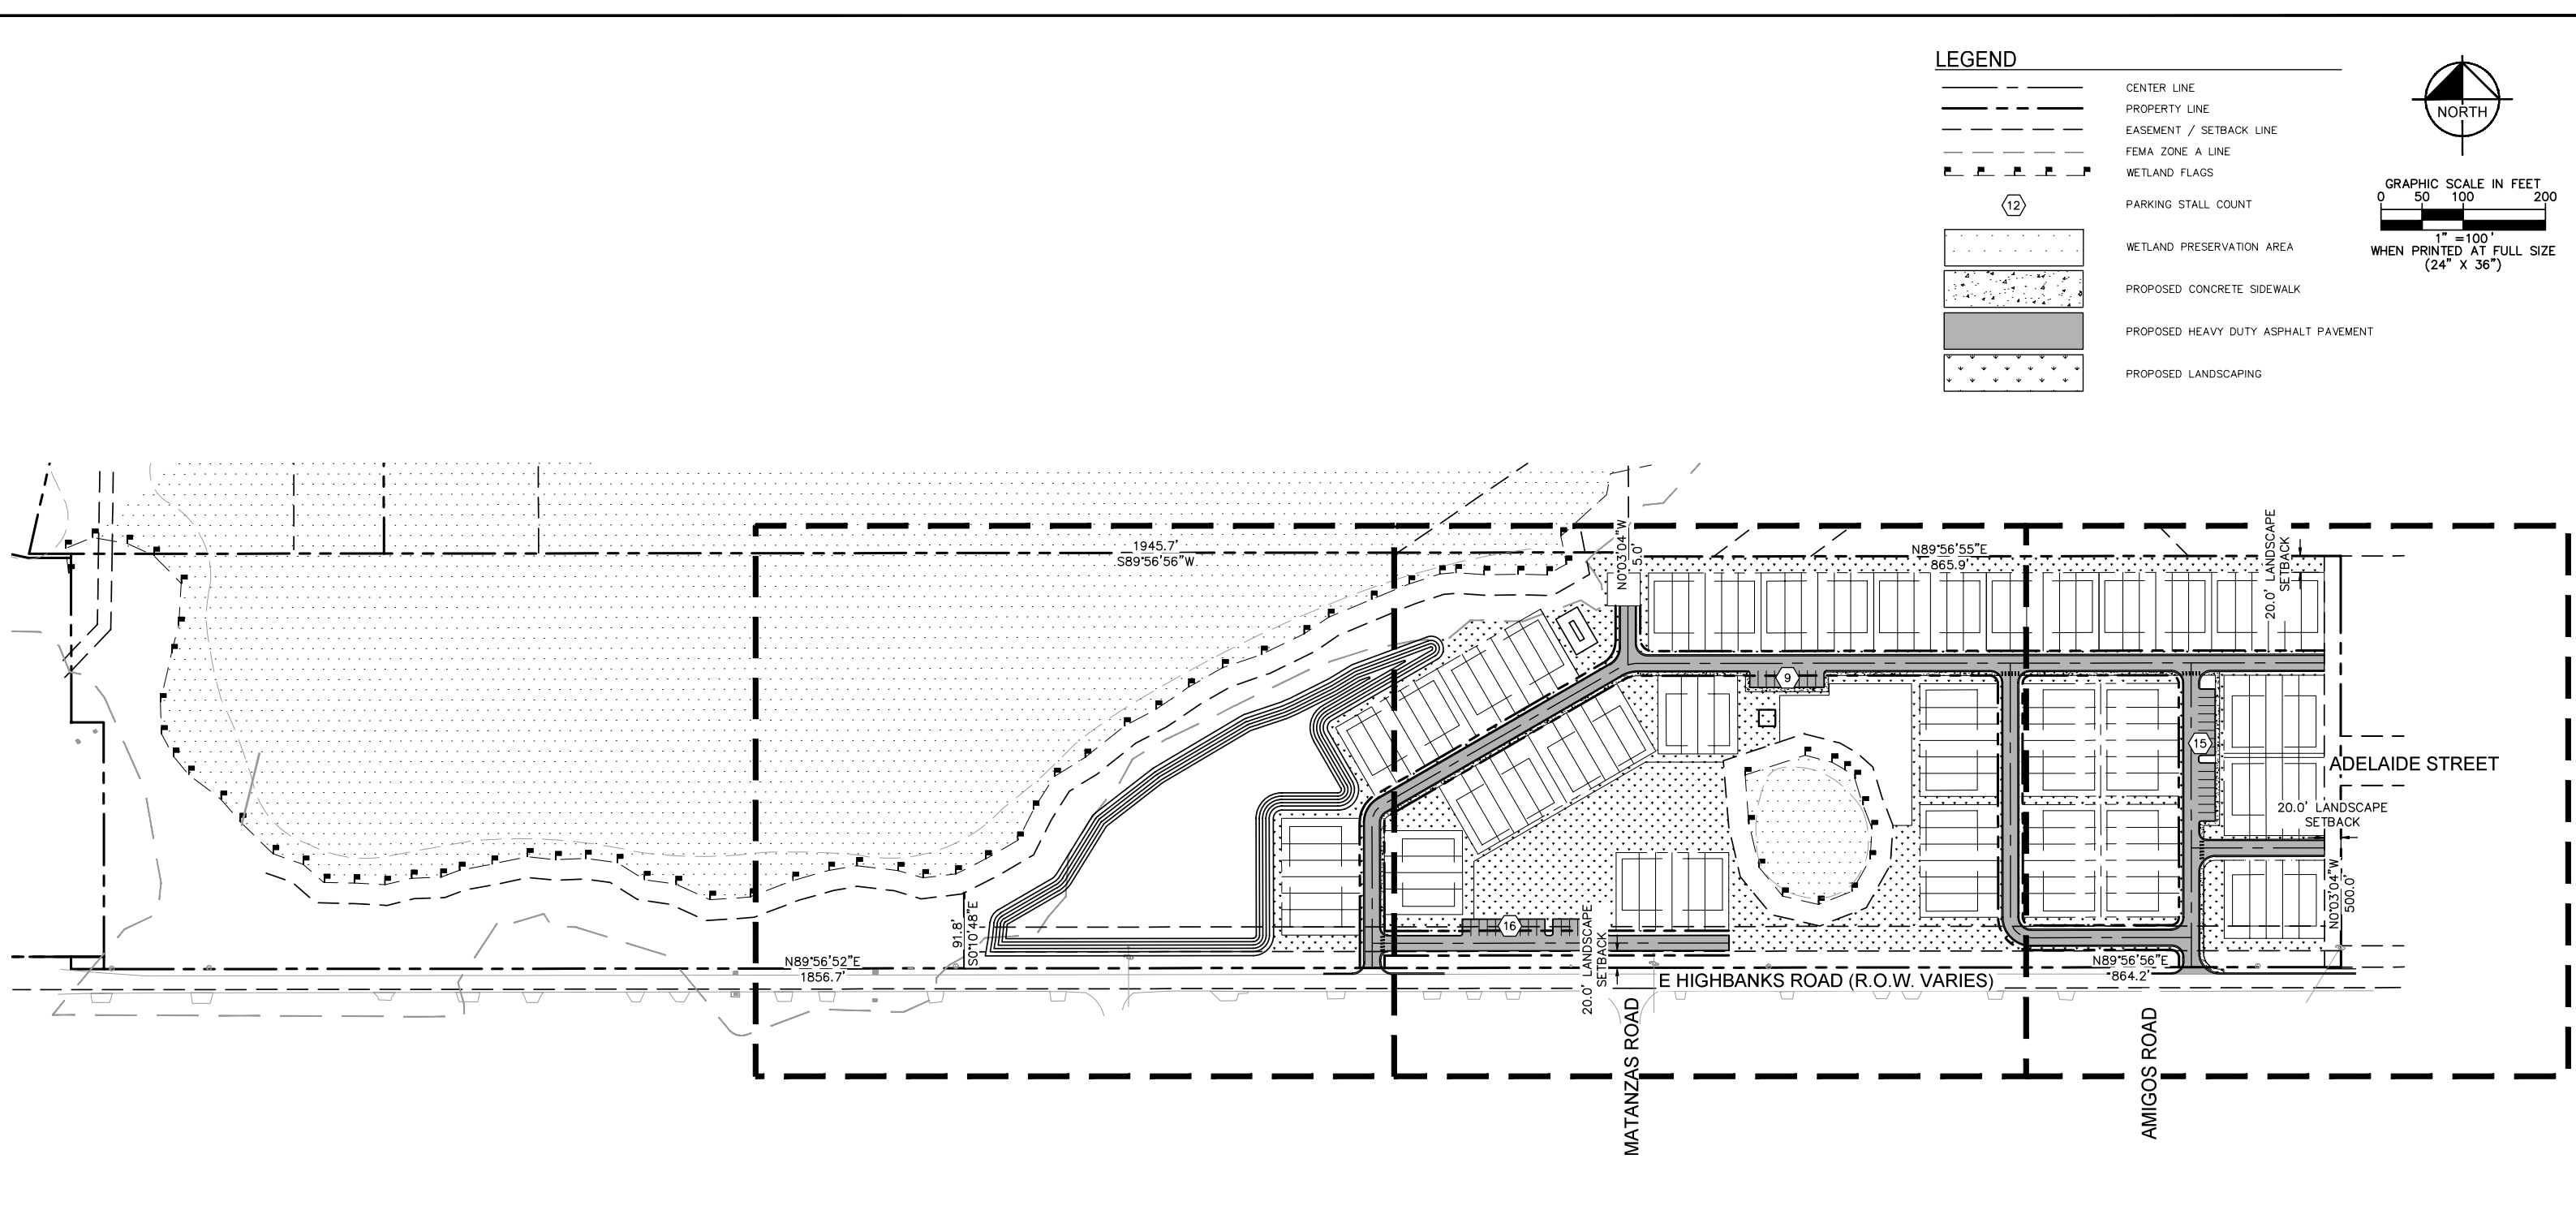 LEGEND
CENTER LINE
PROPERTY LINE
EASEMENT / SETBACK LINE
FEMA ZONE A LINE
WETLAND FLAGS
12
PARKING STALL COUNT
WETLAND PRESERVATION AREA
PROPOSED CONCRETE SIDEWALK
PROPOSED HEAVY DUTY ASPHALT PAVEMENT
PROPOSED LANDSCAPING
NORTH
GRAPHIC SCALE IN FEET
0 50 100 200
1" =100'
WHEN PRINTED AT FULL SIZE
(24" X 36")
1945.7'
S89°56'56"W
N0°03'04"W
5.0'
N89°56'55"E
865.9'
20.0' LANDSCAPE
SETBACK
9
15
ADELAIDE STREET
20.0' LANDSCAPE
SETBACK
N0°03'04"W
500.0'
91.8'
S0°10'48"E
16
20.0' LANDSCAPE
SETBACK
N89°56'52"E
1856.7'
E HIGHBANKS ROAD (R.O.W. VARIES)
N89°56'56"E
864.2'
MATANZAS ROAD
AMIGOS ROAD